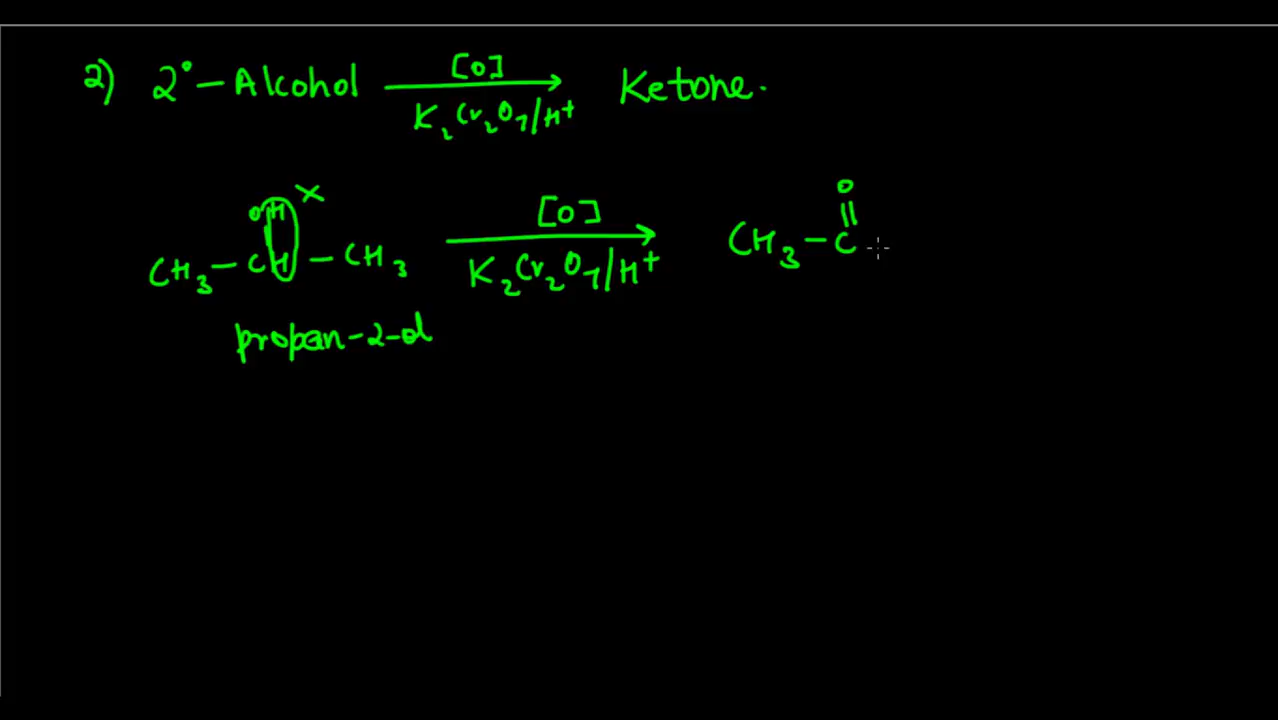 2) 2° – Alcohol [O] K₂Cr₂O₇/H⁺ → Ketone.
OH × [O] O
CH₃ – CH – CH₃ → K₂Cr₂O₇/H⁺ CH₃ – C
propan-2-ol